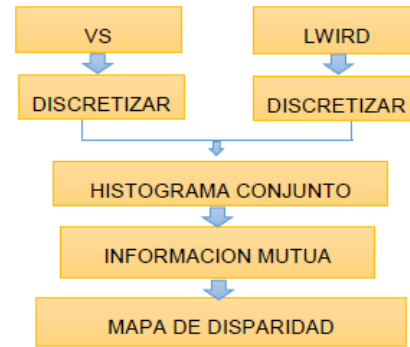 VS
LWIRD
DISCRETIZAR
DISCRETIZAR
HISTOGRAMA CONJUNTO
INFORMACION MUTUA
MAPA DE DISPARIDAD